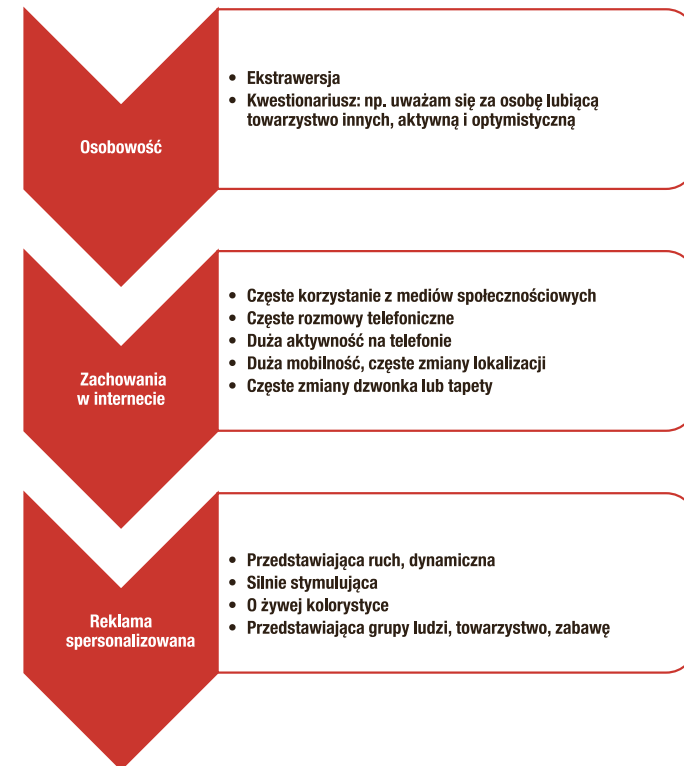 Osobowość
• Ekstrawersja
• Kwestionariusz: np. uważam się za osobę lubiącą
towarzystwo innych, aktywną i optymistyczną
Zachowania
w internecie
• Częste korzystanie z mediów społecznościowych
• Częste rozmowy telefoniczne
• Duża aktywność na telefonie
• Duża mobilność, częste zmiany lokalizacji
• Częste zmiany dzwonka lub tapety
Reklama
spersonalizowana
• Przedstawiająca ruch, dynamiczna
• Silnie stymulująca
• O żywej kolorystyce
• Przedstawiająca grupy ludzi, towarzystwo, zabawę